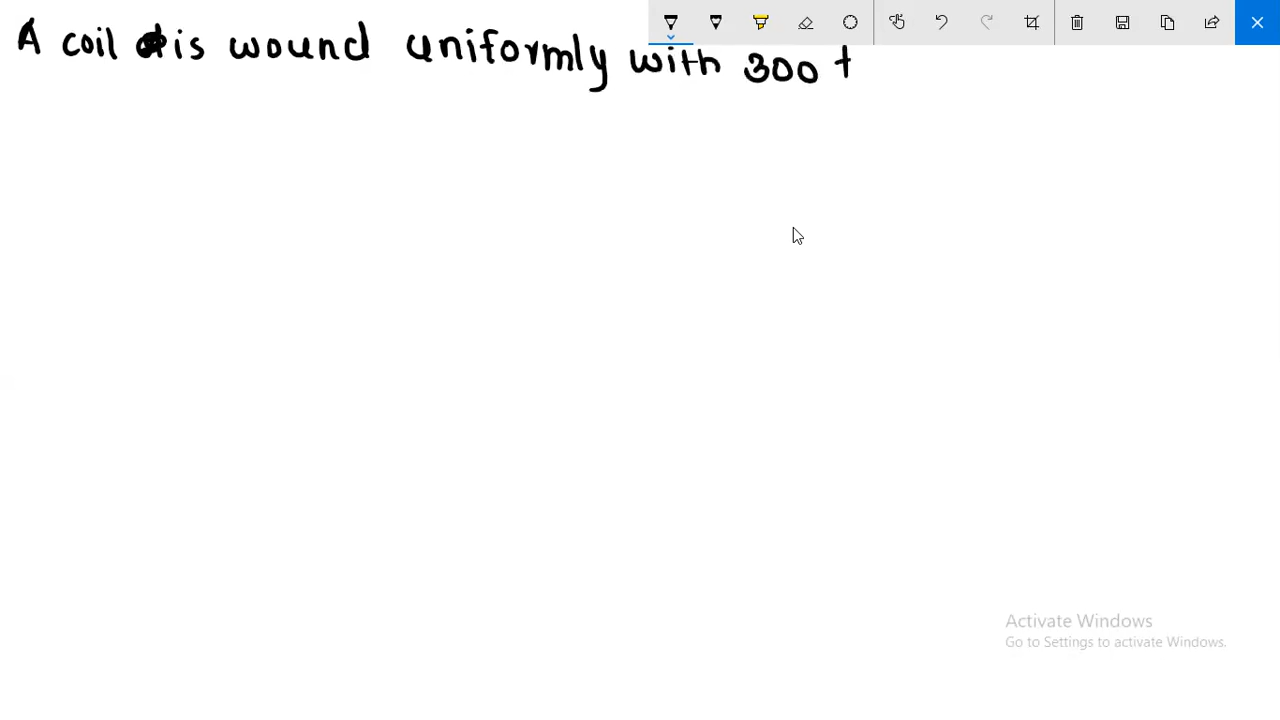 A coil is wound uniformly with 300 t
Activate Windows
Go to Settings to activate Windows.